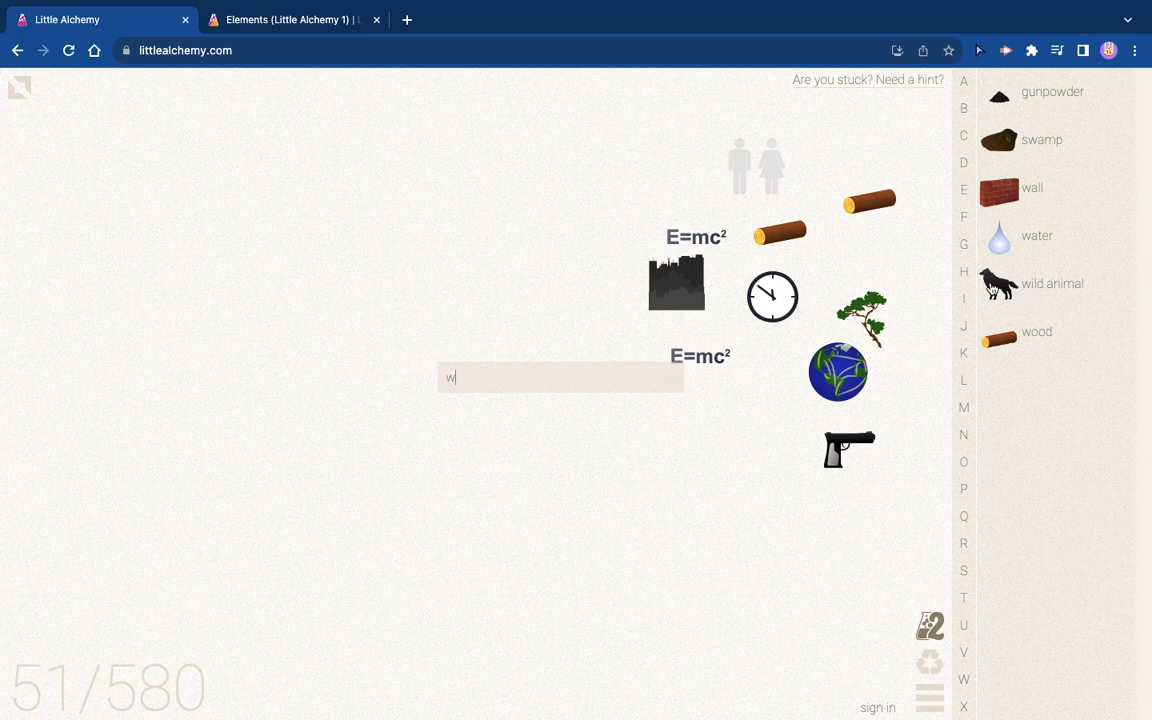 Little Alchemy
Elements (Little Alchemy 1) | L
littlealchemy.com
Are you stuck? Need a hint?
A
B
C
D
E
F
G
H
I
J
K
L
M
N
O
P
Q
R
S
T
U
V
W
X
gunpowder
swamp
wall
water
wild animal
wood
E=mc²
E=mc²
w
2
51/580
sign in